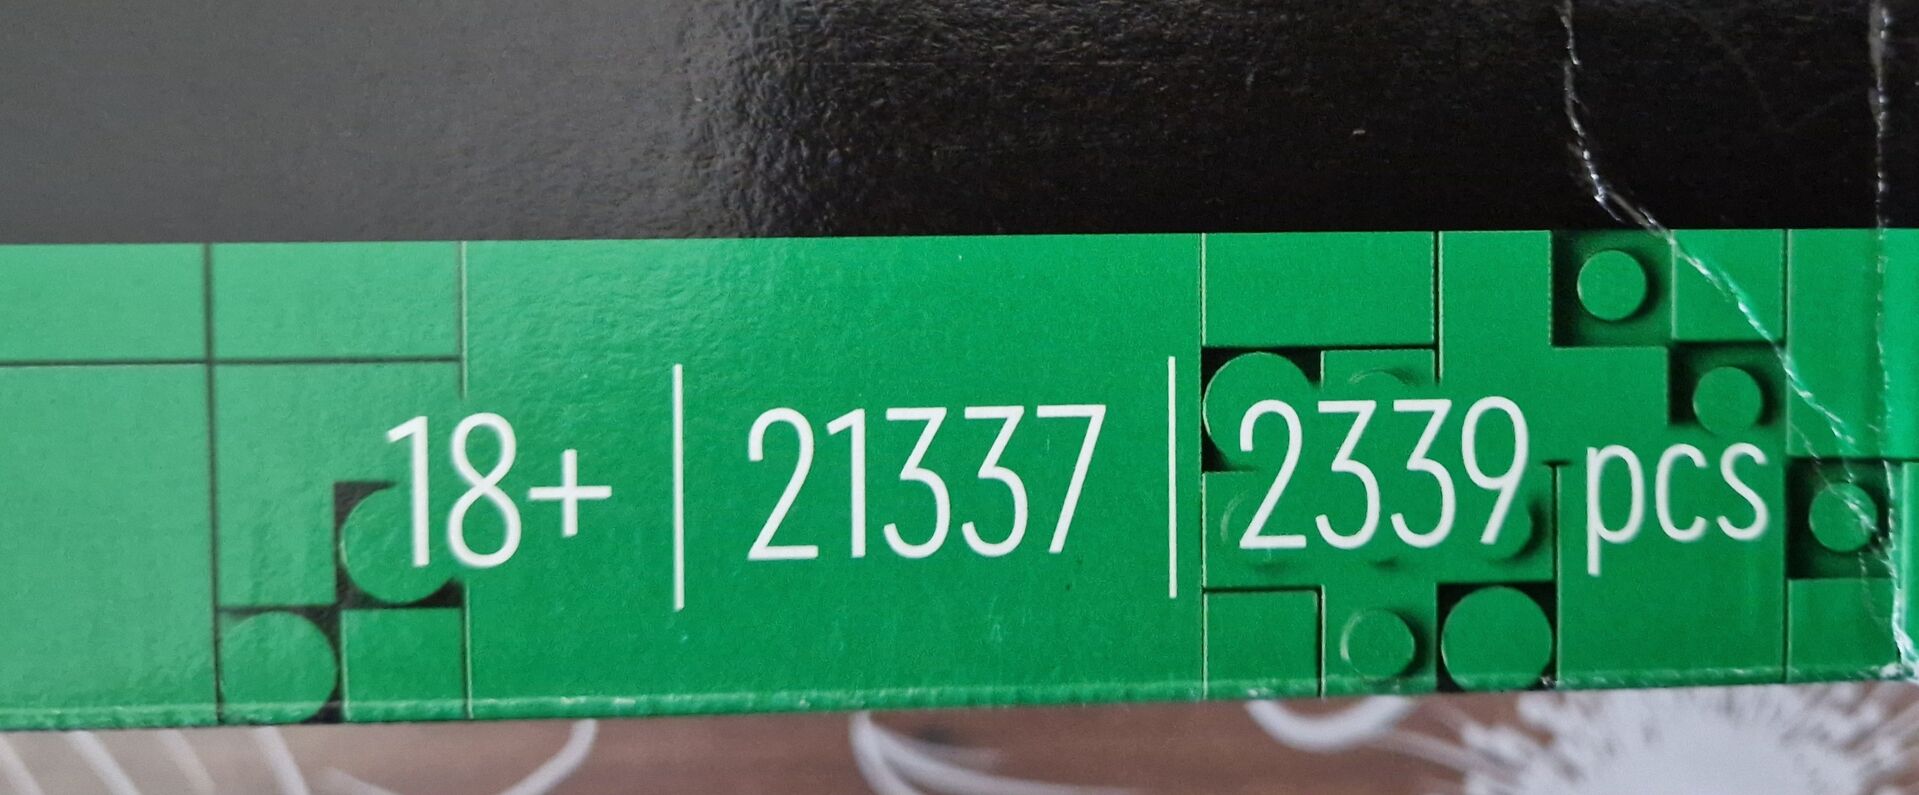 18+ | 21337 | 2339 pcs